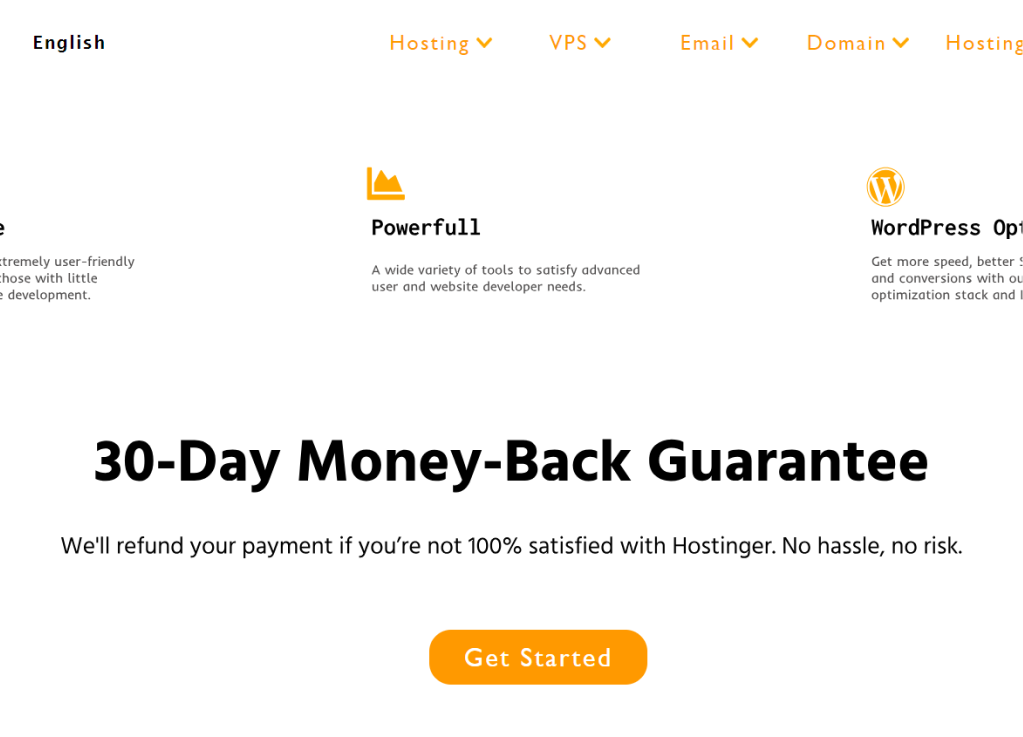 English
Hosting
VPS
Email
Domain
Hosting
Powerfull
WordPress
xtremely user-friendly
those with little
development.
A wide variety of tools to satisfy advanced
user and website developer needs.
Get more speed, better
and conversions with
optimization stack and
30-Day Money-Back Guarantee
We'll refund your payment if you’re not 100% satisfied with Hostinger. No hassle, no risk.
Get Started